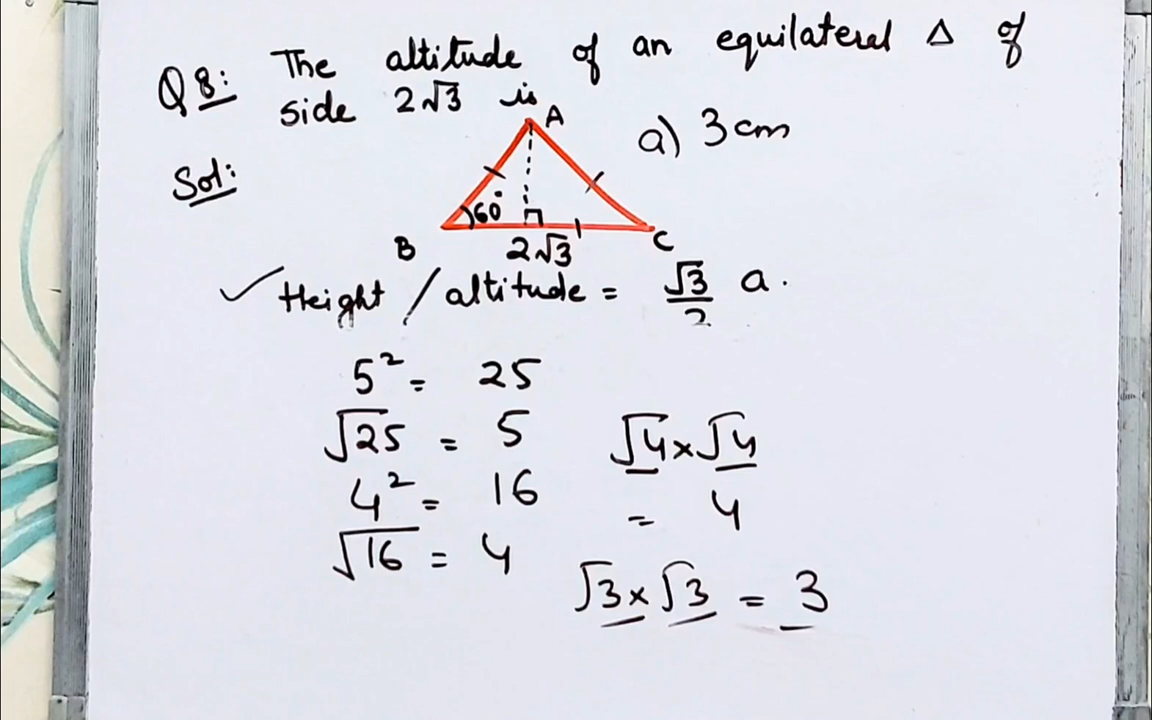 Q8: The altitude of an equilateral Δ of
side 2√3 is
a) 3 cm
Sol:
A
60°
B
2√3
C
Height / altitude = √3/2 a.
5² = 25
√25 = 5
4² = 16
√16 = 4
√4 × √4
= 4
√3 × √3 = 3